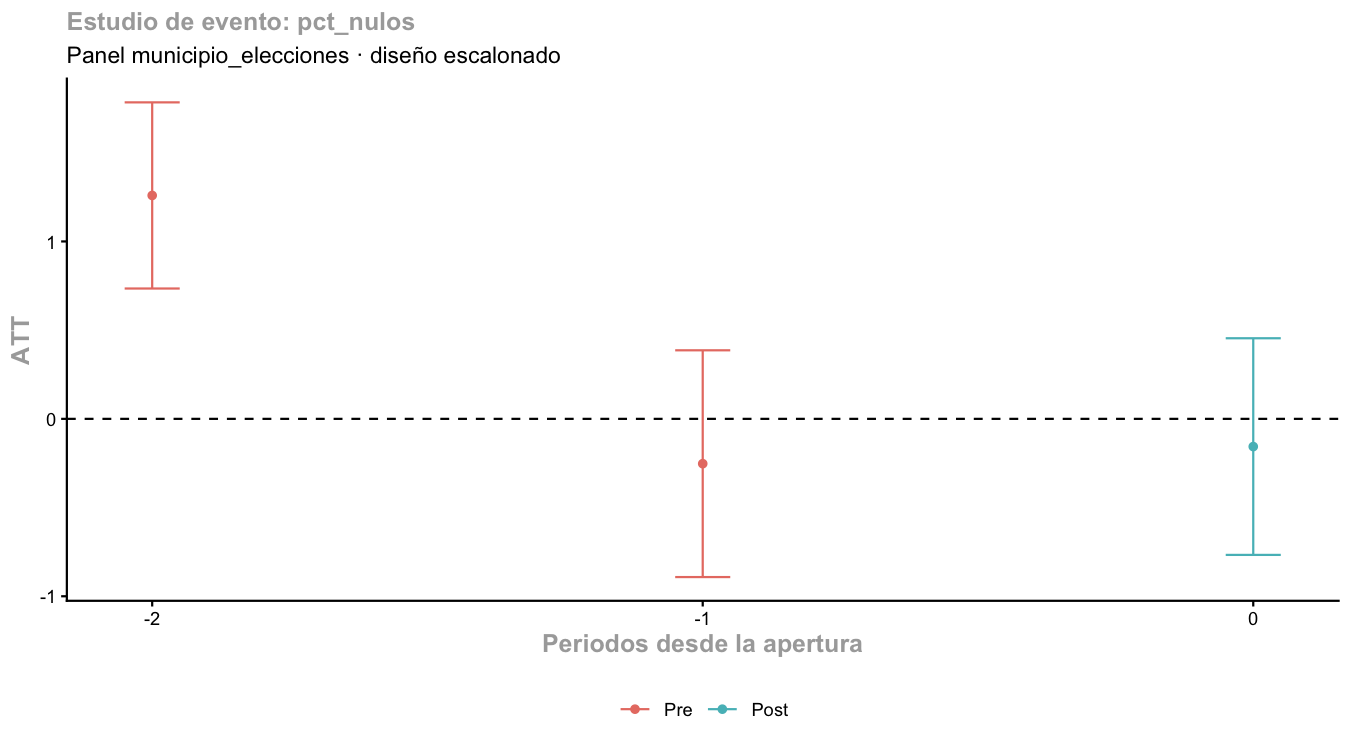 Estudio de evento: pct_nulos
Panel municipio_elecciones · diseño escalonado
ATT
1
0
-1
-2
-1
0
Periodos desde la apertura
Pre
Post